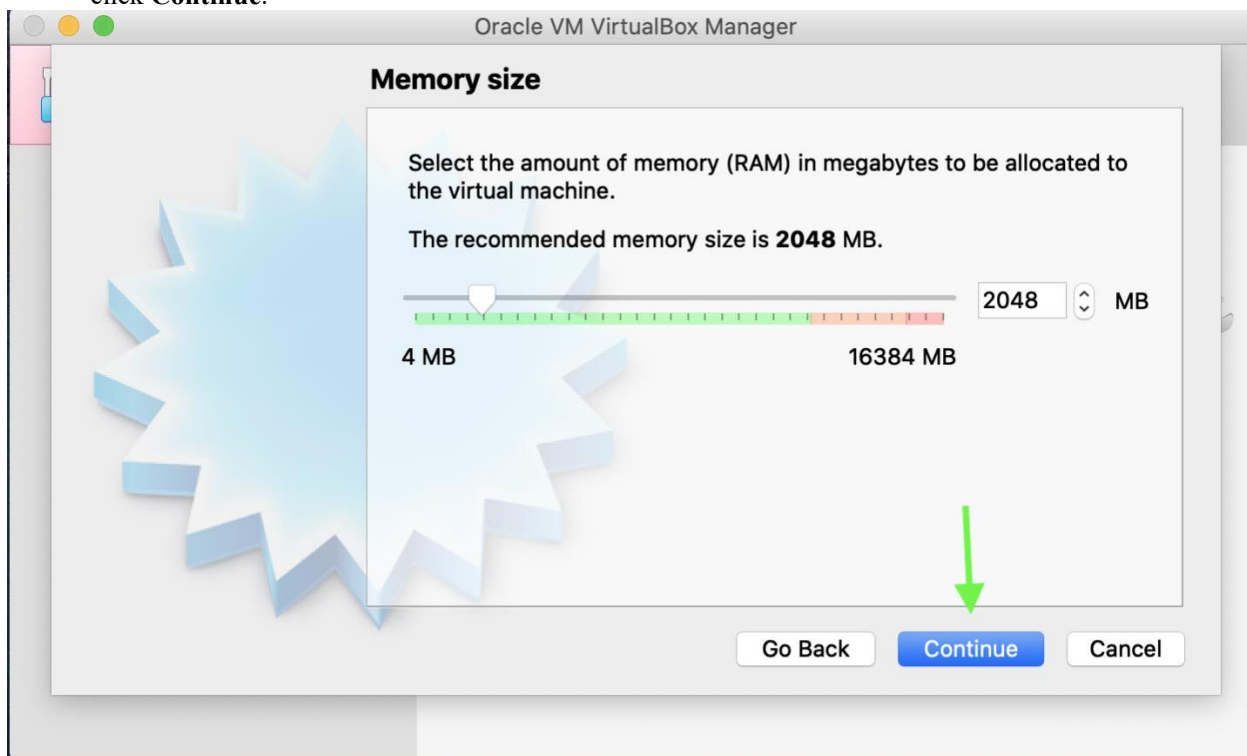 click Continue.
Oracle VM VirtualBox Manager
Memory size
Select the amount of memory (RAM) in megabytes to be allocated to
the virtual machine.
The recommended memory size is 2048 MB.
2048 MB
4 MB 16384 MB
Go Back Continue Cancel